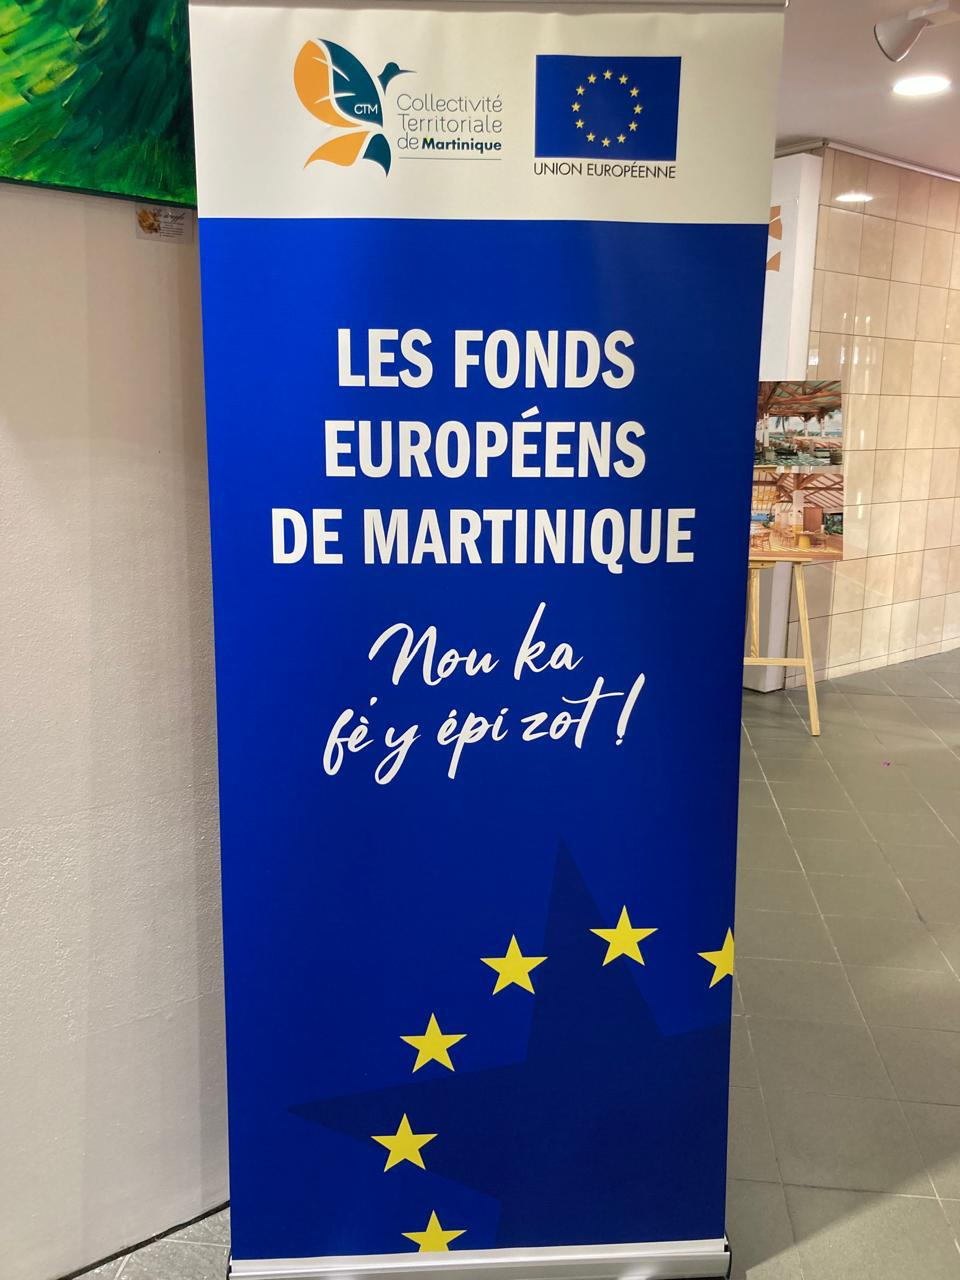 CTM
Collectivité
Territoriale
de Martinique
UNION EUROPÉENNE
LES FONDS
EUROPÉENS
DE MARTINIQUE
Nou ka
fè y épi zot !